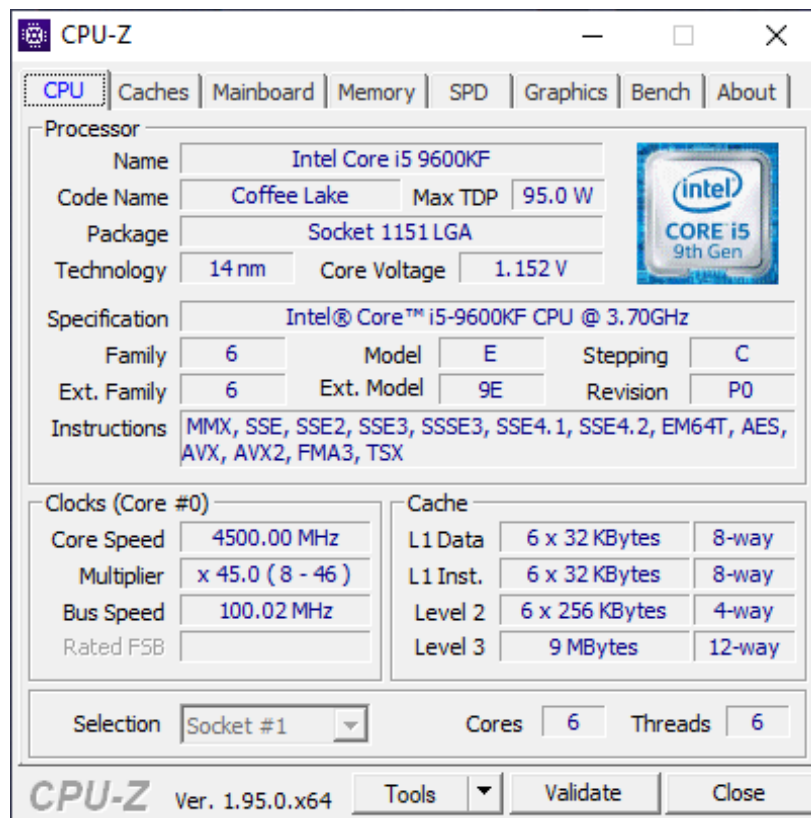 CPU-Z
CPU Caches Mainboard Memory SPD Graphics Bench About
Processor
Name Intel Core i5 9600KF
Code Name Coffee Lake Max TDP 95.0 W
Package Socket 1151 LGA
Technology 14 nm Core Voltage 1.152 V
intel
CORE i5
9th Gen
Specification Intel® Core™ i5-9600KF CPU @ 3.70GHz
Family 6 Model E Stepping C
Ext. Family 6 Ext. Model 9E Revision P0
Instructions MMX, SSE, SSE2, SSE3, SSSE3, SSE4.1, SSE4.2, EM64T, AES,
AVX, AVX2, FMA3, TSX
Clocks (Core #0)
Core Speed 4500.00 MHz
Multiplier x 45.0 ( 8 - 46 )
Bus Speed 100.02 MHz
Rated FSB
Cache
L1 Data 6 x 32 KBytes 8-way
L1 Inst. 6 x 32 KBytes 8-way
Level 2 6 x 256 KBytes 4-way
Level 3 9 MBytes 12-way
Selection Socket #1 Cores 6 Threads 6
CPU-Z Ver. 1.95.0.x64 Tools Validate Close